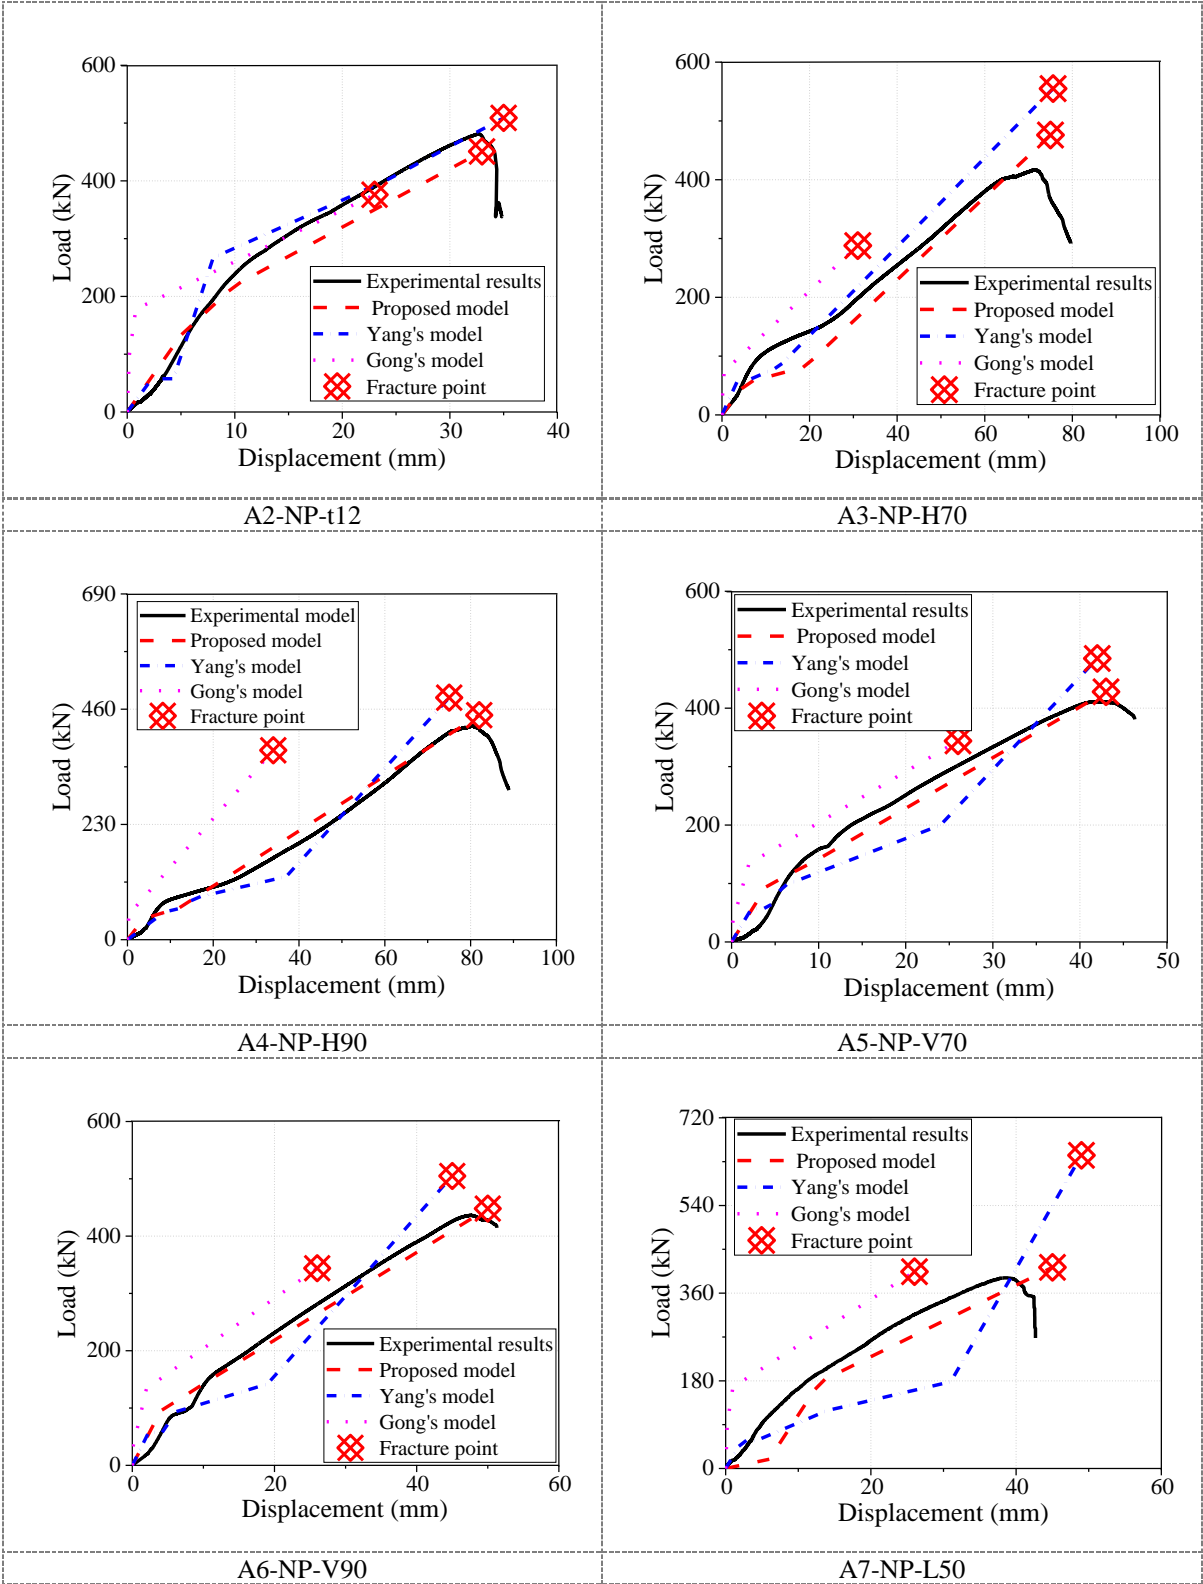 600
400
200
0
0 10 20 30 40
Load (kN)
Displacement (mm)
Experimental results
Proposed model
Yang's model
Gong's model
Fracture point
A2-NP-t12
600
400
200
0
0 20 40 60 80 100
Load (kN)
Displacement (mm)
Experimental results
Proposed model
Yang's model
Gong's model
Fracture point
A3-NP-H70
690
460
230
0
0 20 40 60 80 100
Load (kN)
Displacement (mm)
Experimental model
Proposed model
Yang's model
Gong's model
Fracture point
A4-NP-H90
600
400
200
0
0 10 20 30 40 50
Load (kN)
Displacement (mm)
Experimental results
Proposed model
Yang's model
Gong's model
Fracture point
A5-NP-V70
600
400
200
0
0 20 40 60
Load (kN)
Displacement (mm)
Experimental results
Proposed model
Yang's model
Gong's model
Fracture point
A6-NP-V90
720
540
360
180
0
0 20 40 60
Load (kN)
Displacement (mm)
Experimental results
Proposed model
Yang's model
Gong's model
Fracture point
A7-NP-L50